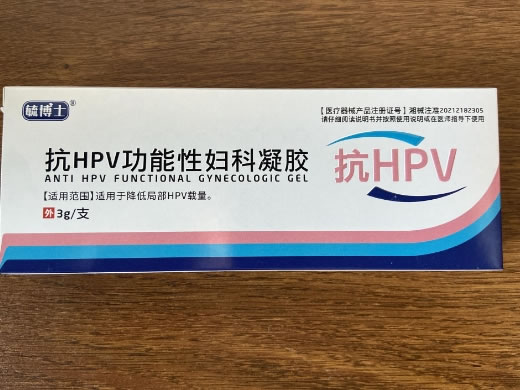 毓博士®
【医疗器械产品注册证号】湘械注准20212182305
请仔细阅读说明书并按照使用说明或在医师指导下使用
抗HPV功能性妇科凝胶
ANTI HPV FUNCTIONAL GYNECOLOGIC GEL
抗HPV
【适用范围】适用于降低局部HPV载量。
外 3g/支